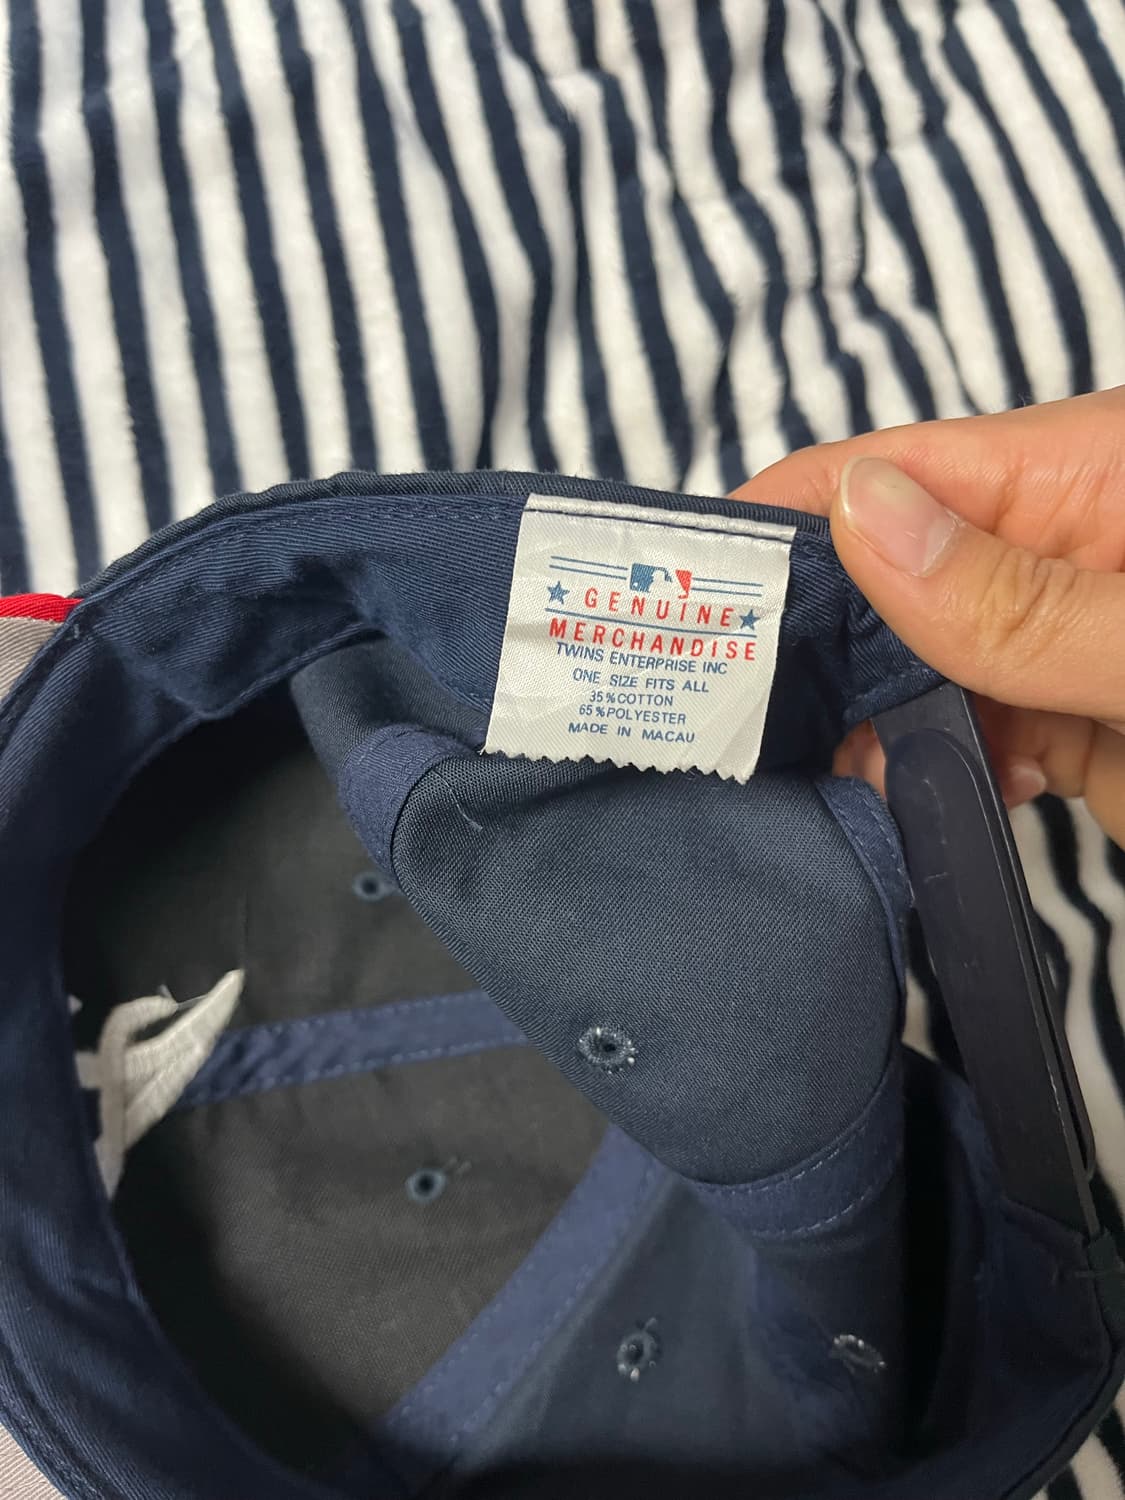 GENUINE
MERCHANDISE
TWINS ENTERPRISE INC
ONE SIZE FITS ALL
35%COTTON
65%POLYESTER
MADE IN MACAU